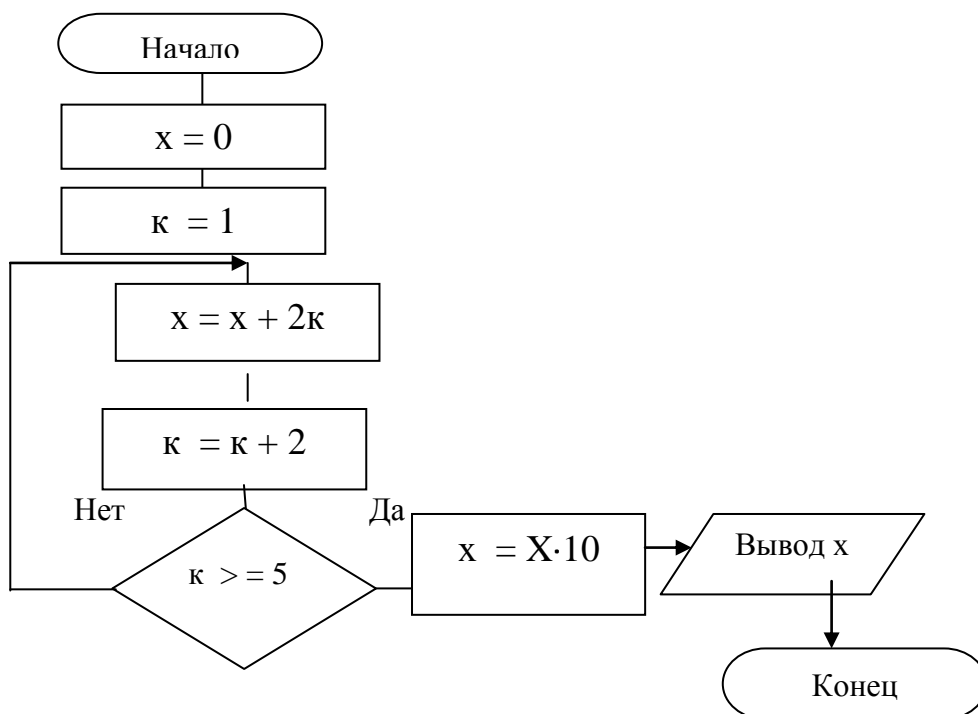 Начало
x = 0
к = 1
x = x + 2к
к = к + 2
Нет
Да
к > = 5
x = X·10
Вывод x
Конец